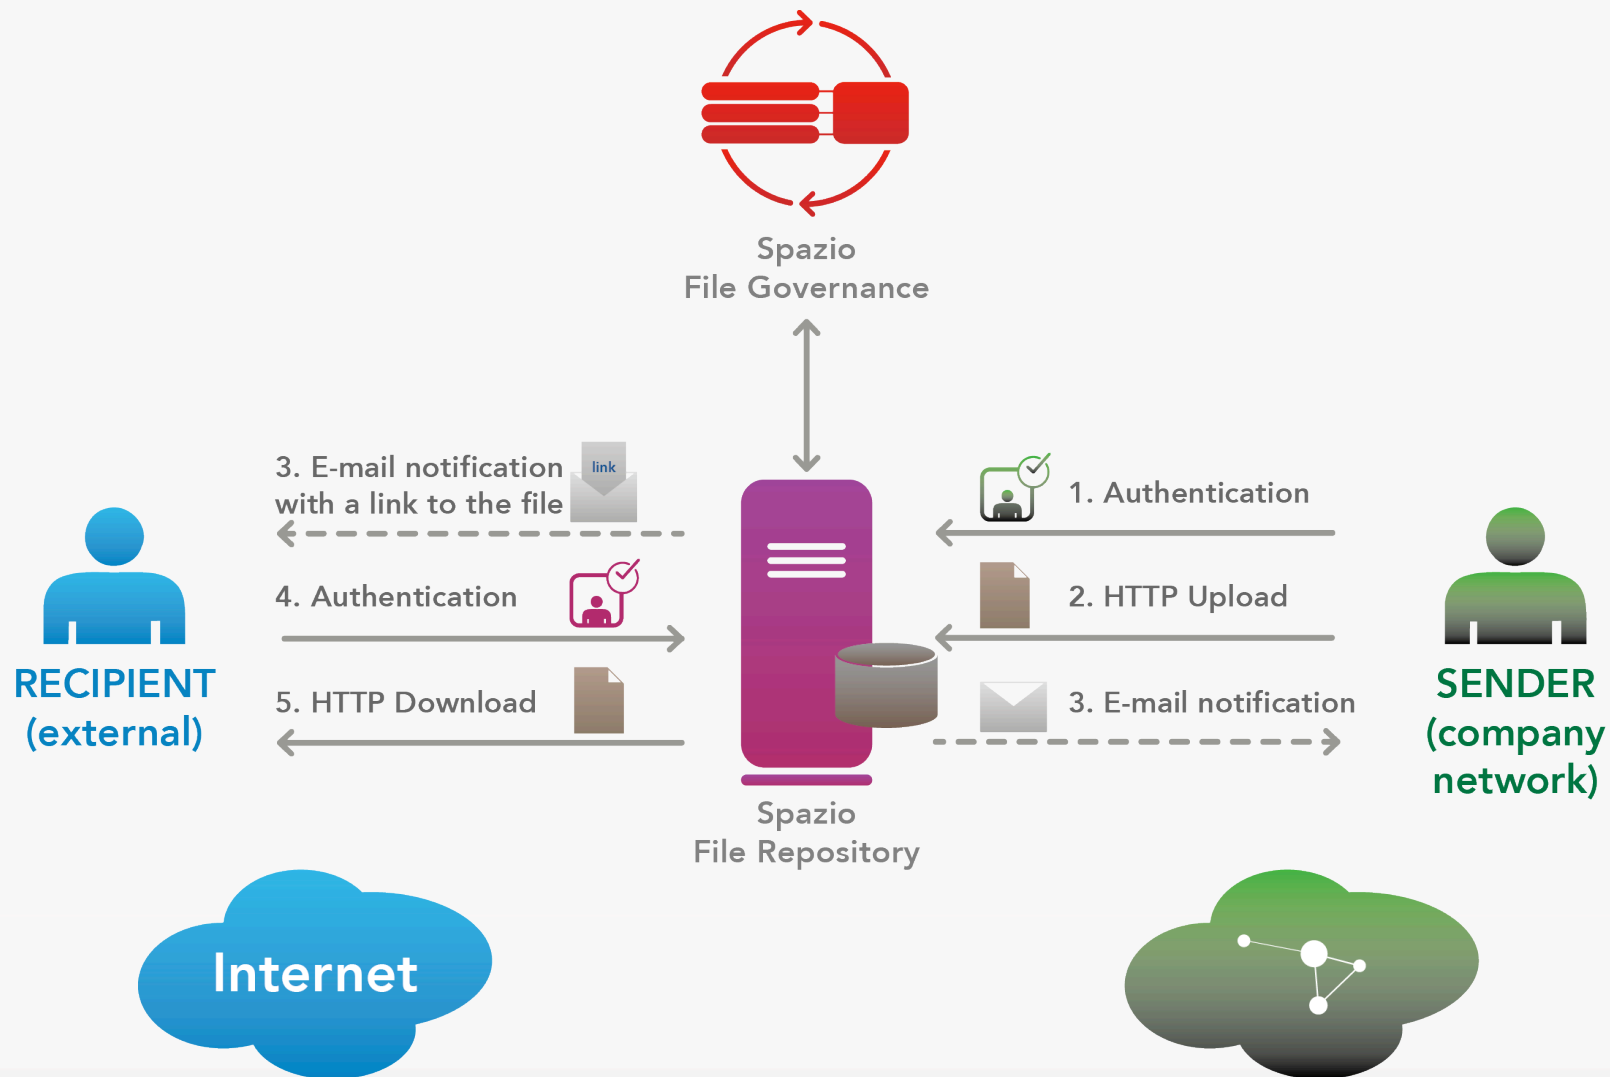 Spazio
File Governance
3. E-mail notification
with a link to the file
link
4. Authentication
5. HTTP Download
1. Authentication
2. HTTP Upload
3. E-mail notification
RECIPIENT
(external)
SENDER
(company
network)
Spazio
File Repository
Internet